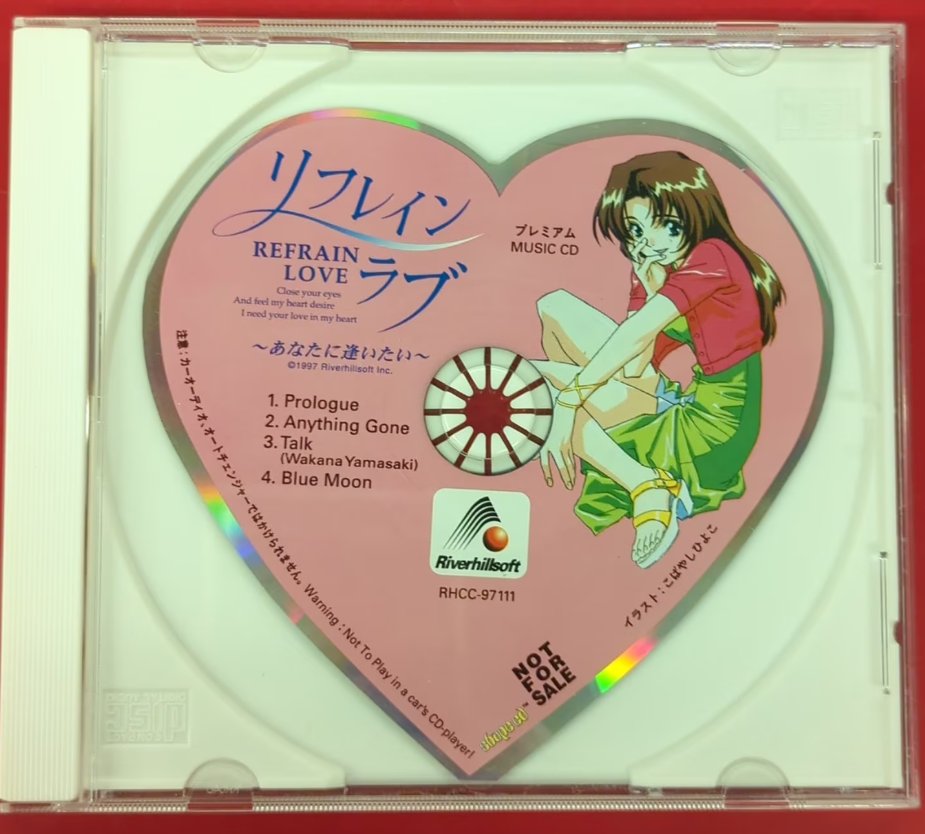 リフレイン
REFRAIN
LOVE ラブ
Close your eyes
And feel my heart desire
I need your love in my heart
～あなたに逢いたい～
©1997 Riverhillsoft Inc.
プレミアム
MUSIC CD
1. Prologue
2. Anything Gone
3. Talk
(Wakana Yamasaki)
4. Blue Moon
Riverhillsoft
RHCC-97111
注意：カーオーディオ、オートチェンジャーではかけられません。 Warning : Not To Play in a car's CD-player!
イラスト：こばやしひよこ
NOT
FOR
SALE
shape cd™